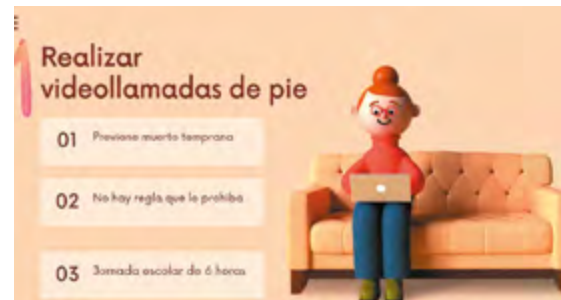 Realizar
videollamadas de pie
01 Previene muerte temprana
02 No hay regla que lo prohiba
03 Jornada escolar de 6 horas